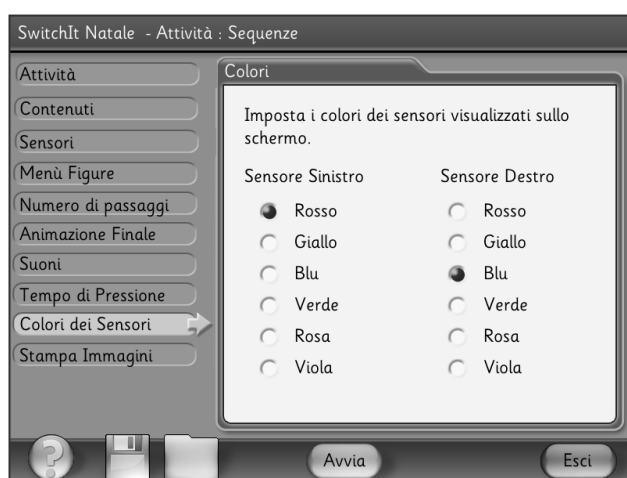 SwitchIt Natale - Attività : Sequenze
Attività
Contenuti
Sensori
Menù Figure
Numero di passaggi
Animazione Finale
Suoni
Tempo di Pressione
Colori dei Sensori
Stampa Immagini
Colori
Imposta i colori dei sensori visualizzati sullo
schermo.
Sensore Sinistro
Rosso
Giallo
Blu
Verde
Rosa
Viola
Sensore Destro
Rosso
Giallo
Blu
Verde
Rosa
Viola
?
Avvia
Esci